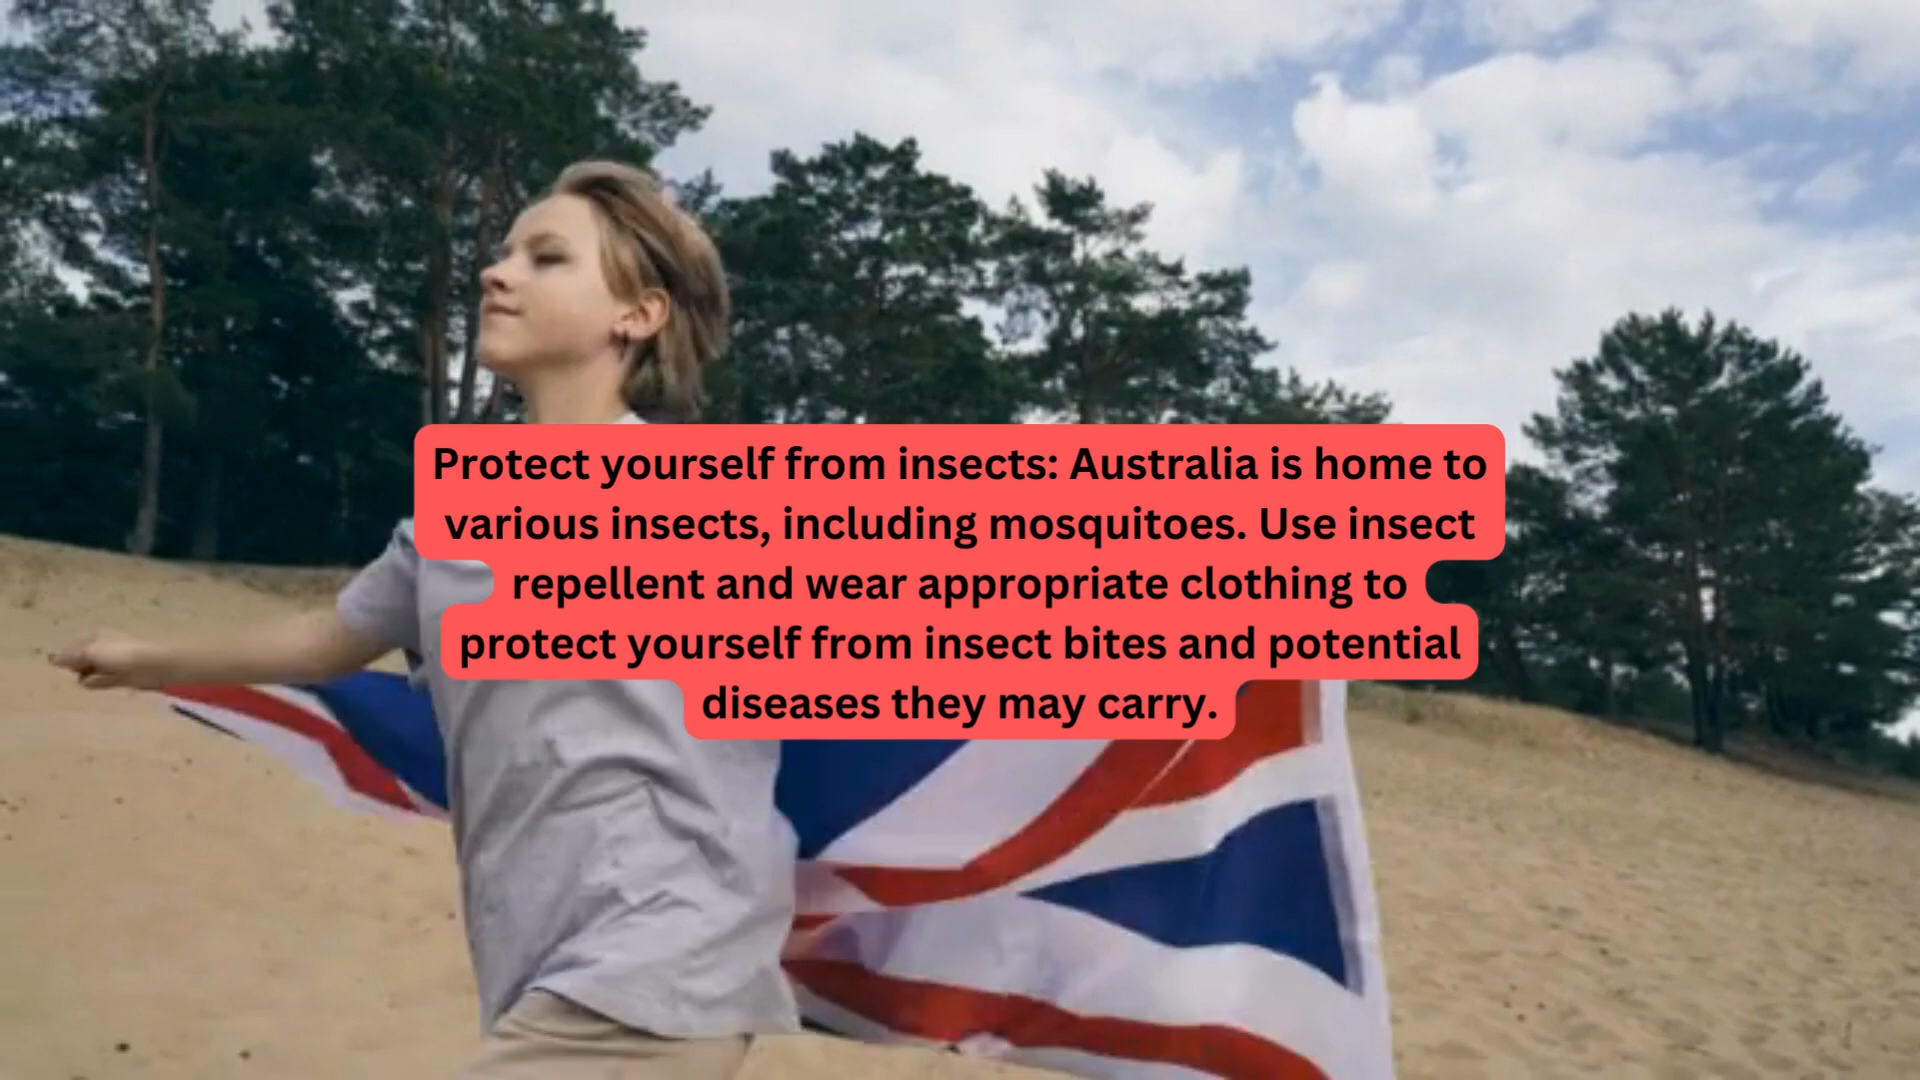 Protect yourself from insects: Australia is home to
various insects, including mosquitoes. Use insect
repellent and wear appropriate clothing to
protect yourself from insect bites and potential
diseases they may carry.